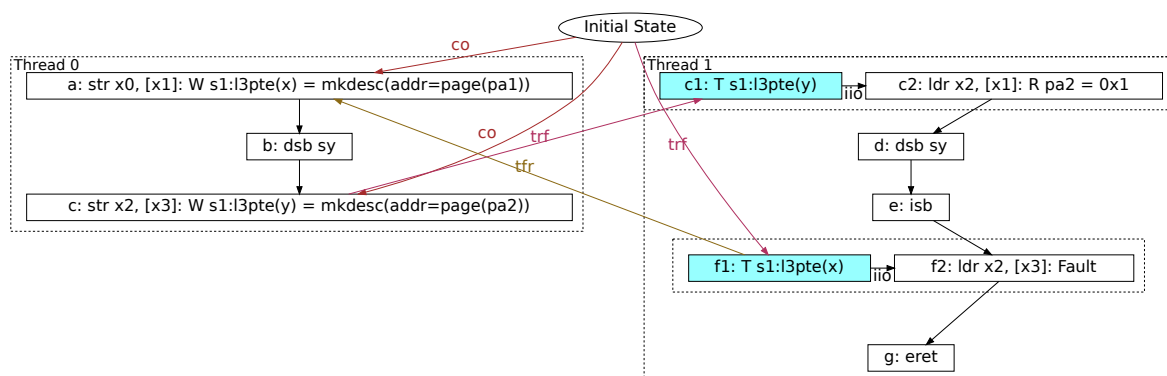 Initial State
Thread 0
Thread 1
co
a: str x0, [x1]: W s1:l3pte(x) = mkdesc(addr=page(pa1))
c1: T s1:l3pte(y)
iio
c2: ldr x2, [x1]: R pa2 = 0x1
co
trf
trf
b: dsb sy
d: dsb sy
tfr
c: str x2, [x3]: W s1:l3pte(y) = mkdesc(addr=page(pa2))
e: isb
f1: T s1:l3pte(x)
iio
f2: ldr x2, [x3]: Fault
g: eret